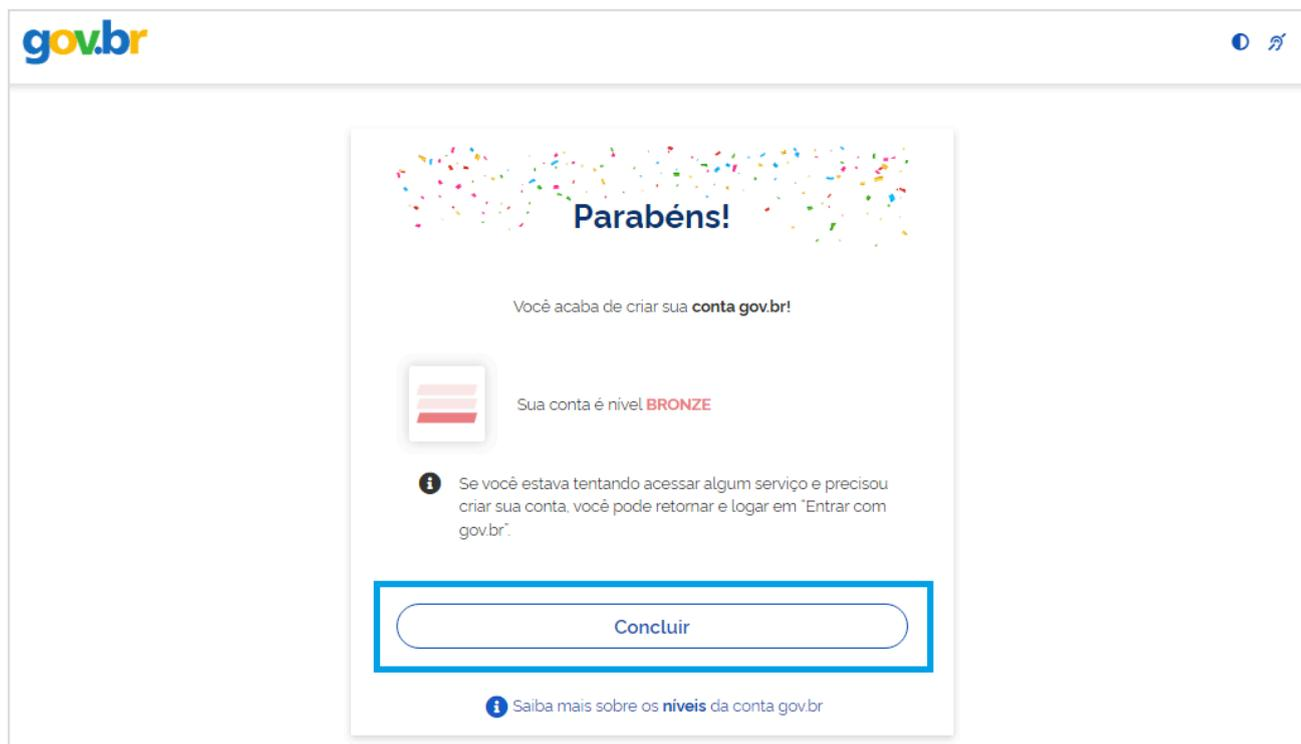 gov.br
Parabéns!
Você acaba de criar sua conta gov.br!
Sua conta é nível BRONZE
Se você estava tentando acessar algum serviço e precisou
criar sua conta, você pode retornar e logar em "Entrar com
gov.br".
Concluir
Saiba mais sobre os níveis da conta gov.br